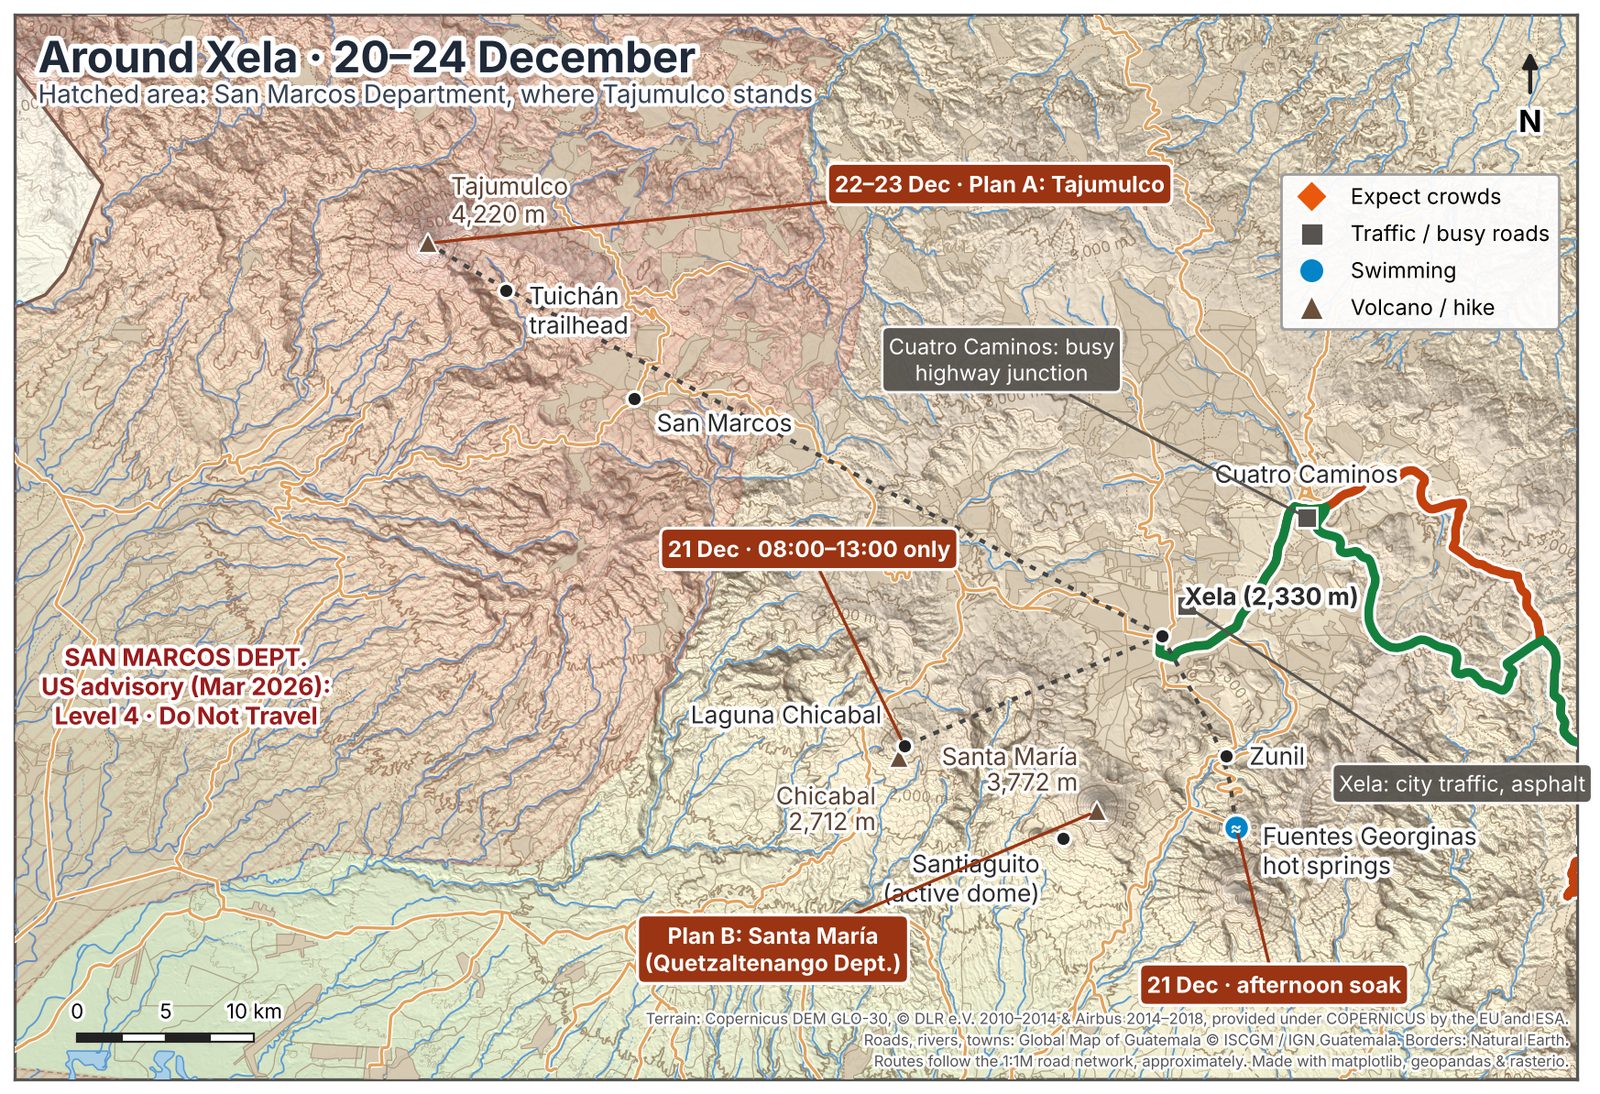 Around Xela · 20–24 December
Hatched area: San Marcos Department, where Tajumulco stands
N
22–23 Dec · Plan A: Tajumulco
Tajumulco
4,220 m
Expect crowds
Traffic / busy roads
Swimming
Volcano / hike
Tuichán
trailhead
Cuatro Caminos: busy
highway junction
San Marcos
Cuatro Caminos
21 Dec · 08:00–13:00 only
Xela (2,330 m)
SAN MARCOS DEPT.
US advisory (Mar 2026):
Level 4 · Do Not Travel
Laguna Chicabal
Santa María
3,772 m
Zunil
Xela: city traffic, asphalt
Chicabal
2,712 m
Fuentes Georginas
hot springs
Santiaguito
(active dome)
Plan B: Santa María
(Quetzaltenango Dept.)
21 Dec · afternoon soak
0 5 10 km
Terrain: Copernicus DEM GLO-30, © DLR e.V. 2010–2014 & Airbus 2014–2018, provided under COPERNICUS by the EU and ESA.
Roads, rivers, towns: Global Map of Guatemala © ISCGM / IGN Guatemala. Borders: Natural Earth.
Routes follow the 1:1M road network, approximately. Made with matplotlib, geopandas & rasterio.